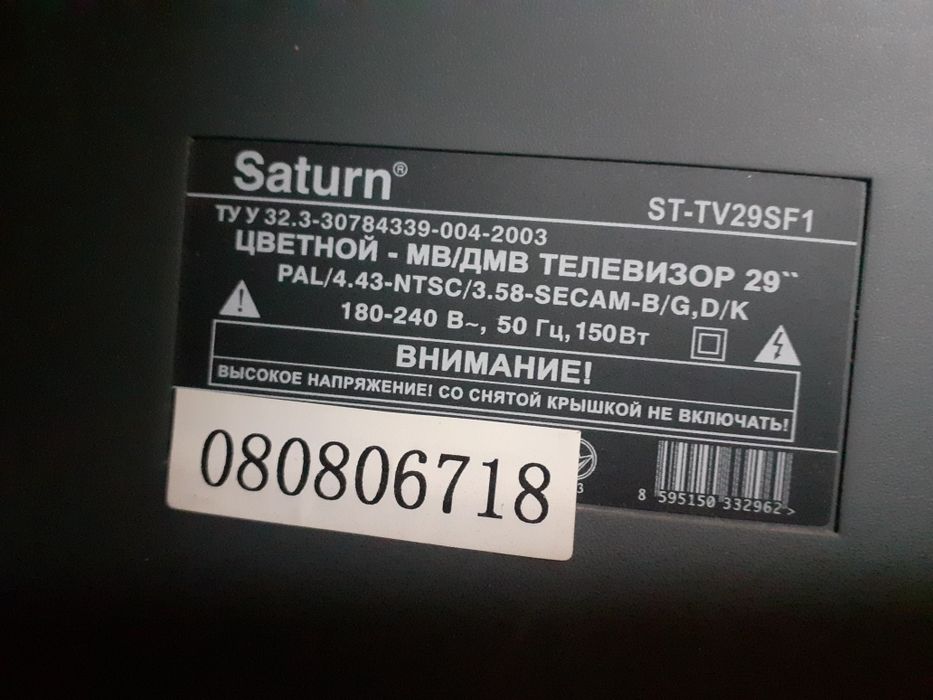 Saturn®
ST-TV29SF1
ТУ У 32.3-30784339-004-2003
ЦВЕТНОЙ - МВ/ДМВ ТЕЛЕВИЗОР 29``
PAL/4.43-NTSC/3.58-SECAM-B/G,D/K
180-240 В~, 50 Гц, 150Вт
ВНИМАНИЕ!
ВЫСОКОЕ НАПРЯЖЕНИЕ! СО СНЯТОЙ КРЫШКОЙ НЕ ВКЛЮЧАТЬ!
080806718
3
8 595150 332962 >